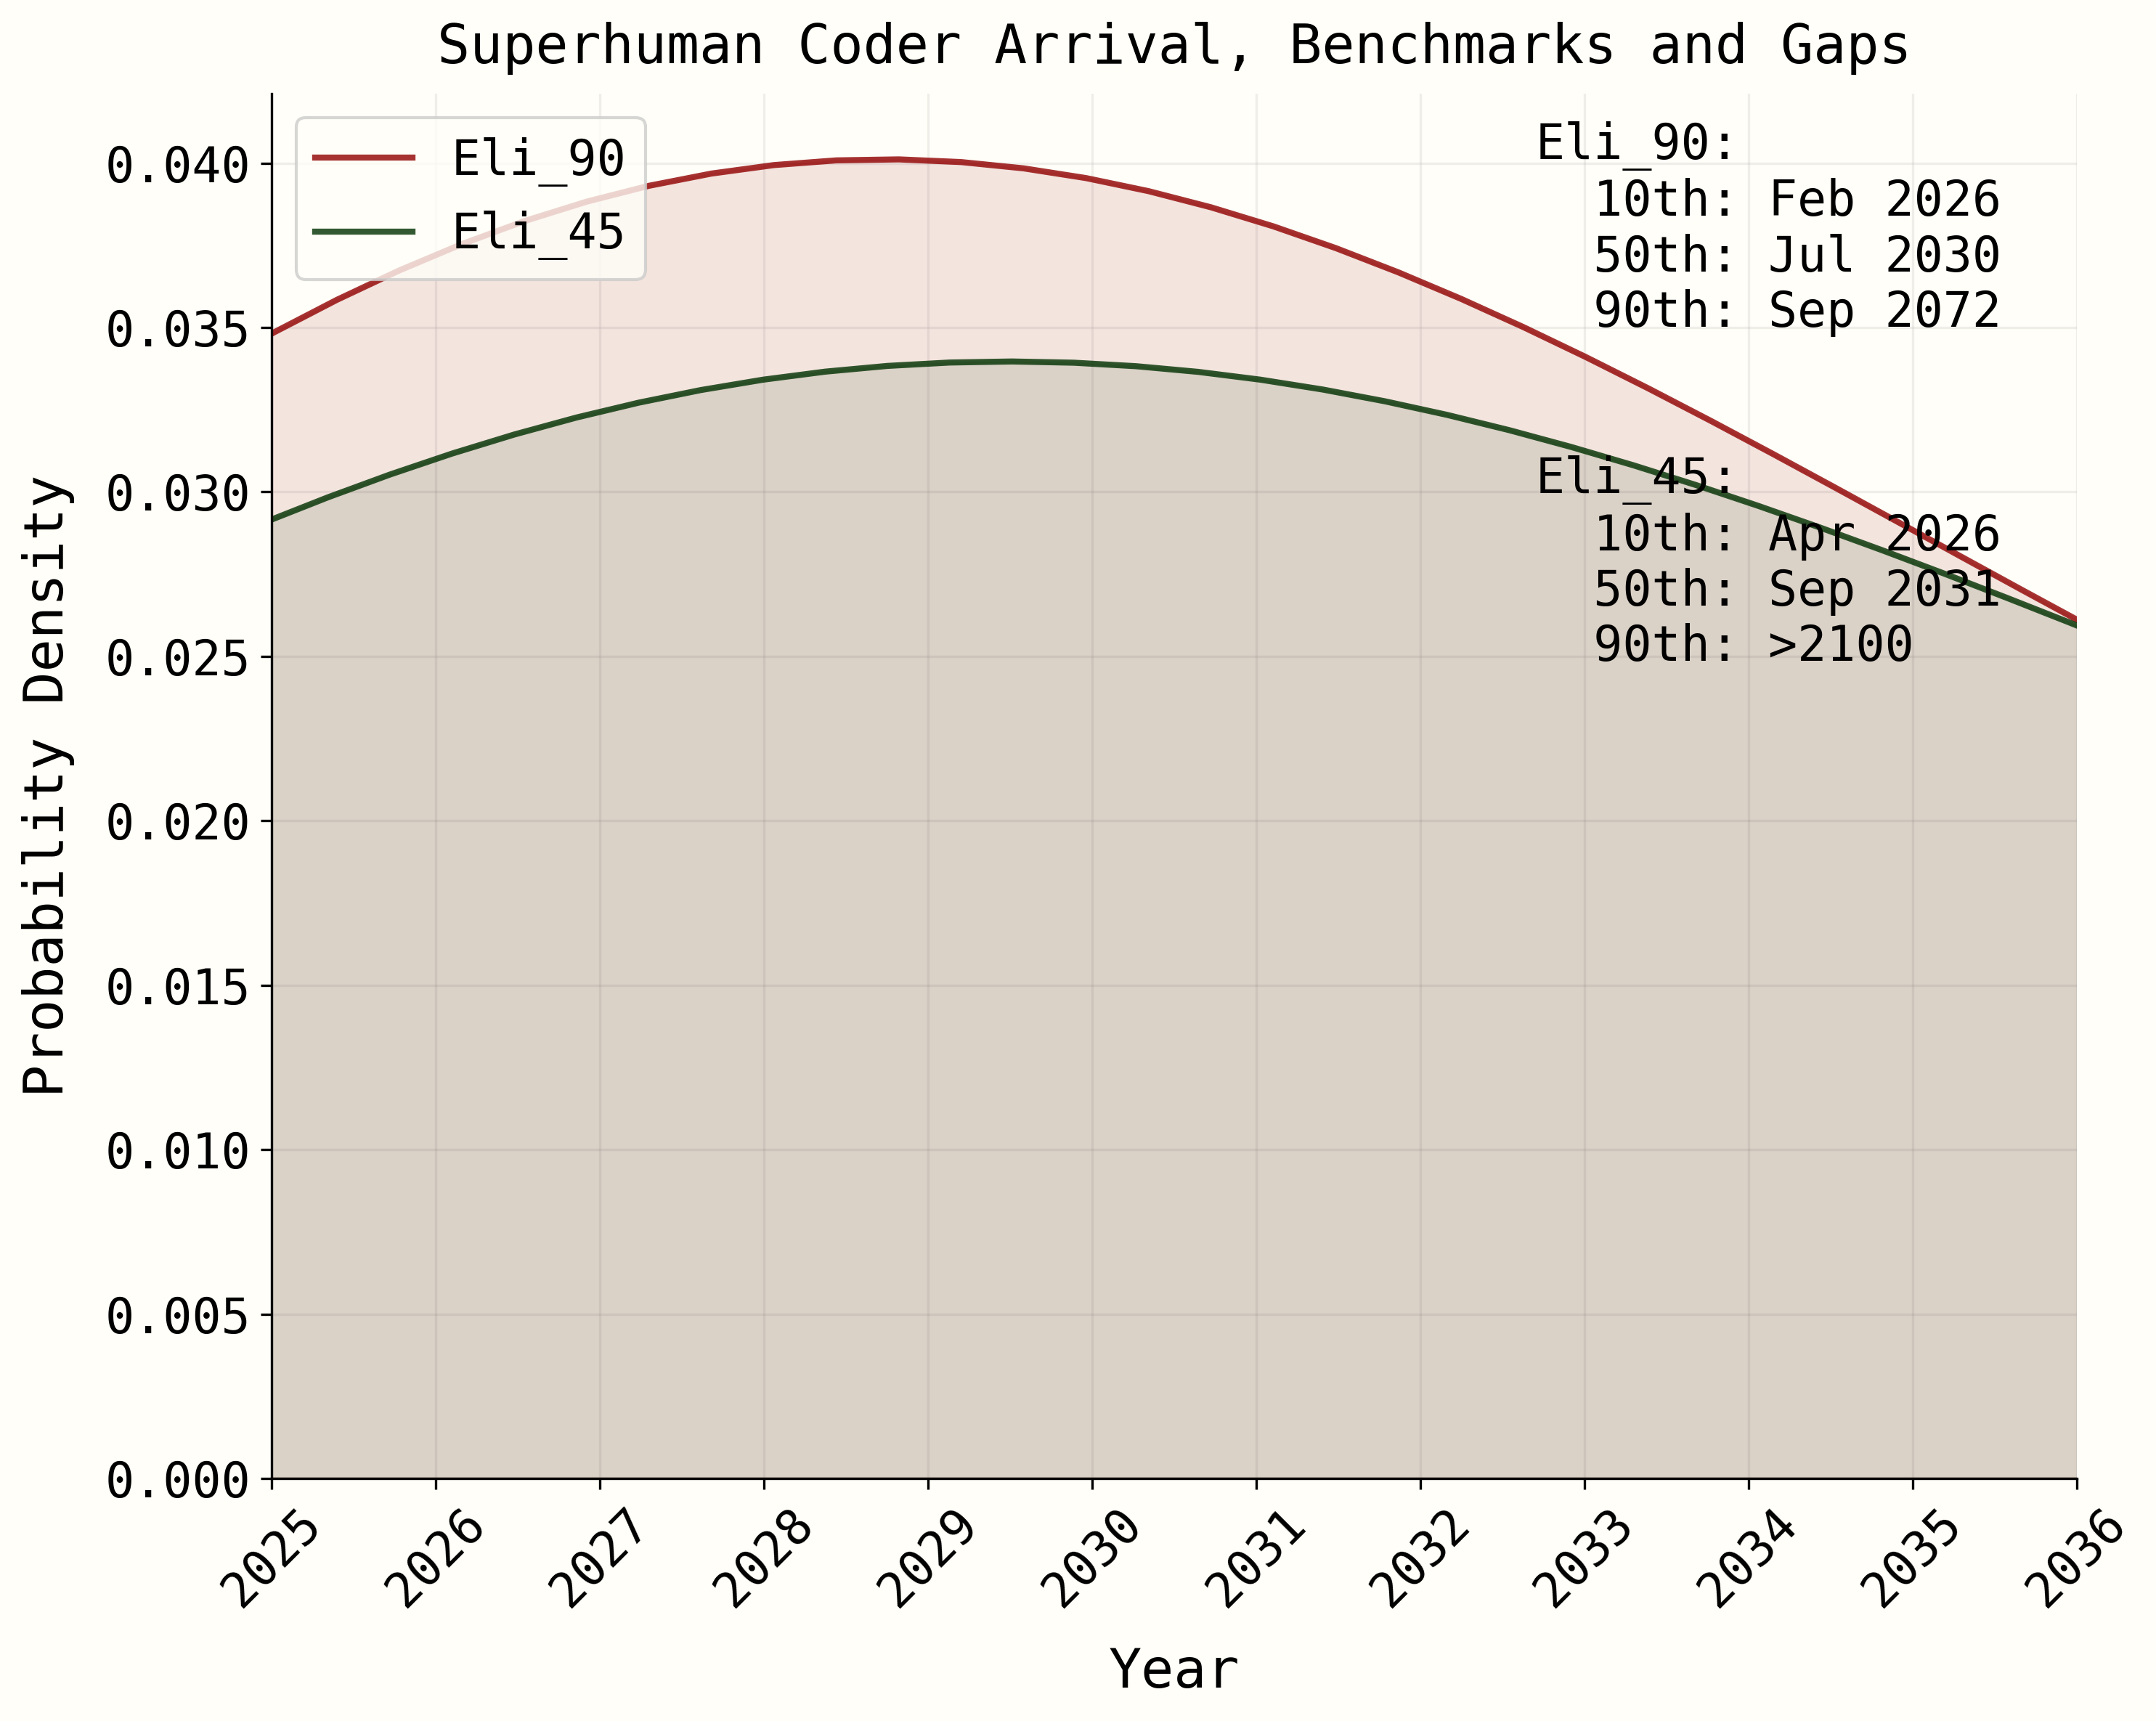 Superhuman Coder Arrival, Benchmarks and Gaps
Eli_90
Eli_45
Eli_90:
10th: Feb 2026
50th: Jul 2030
90th: Sep 2072
Eli_45:
10th: Apr 2026
50th: Sep 2031
90th: >2100
Probability Density
0.040
0.035
0.030
0.025
0.020
0.015
0.010
0.005
0.000
2025
2026
2027
2028
2029
2030
2031
2032
2033
2034
2035
2036
Year